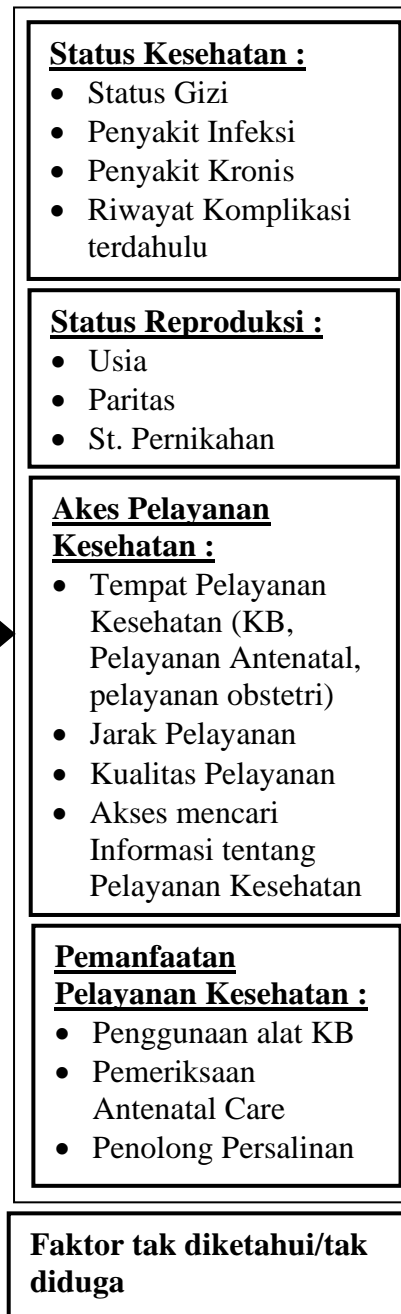 Status Kesehatan :
• Status Gizi
• Penyakit Infeksi
• Penyakit Kronis
• Riwayat Komplikasi
terdahulu
Status Reproduksi :
• Usia
• Paritas
• St. Pernikahan
Akes Pelayanan
Kesehatan :
• Tempat Pelayanan
Kesehatan (KB,
Pelayanan Antenatal,
pelayanan obstetri)
• Jarak Pelayanan
• Kualitas Pelayanan
• Akses mencari
Informasi tentang
Pelayanan Kesehatan
Pemanfaatan
Pelayanan Kesehatan :
• Penggunaan alat KB
• Pemeriksaan
Antenatal Care
• Penolong Persalinan
Faktor tak diketahui/tak
diduga